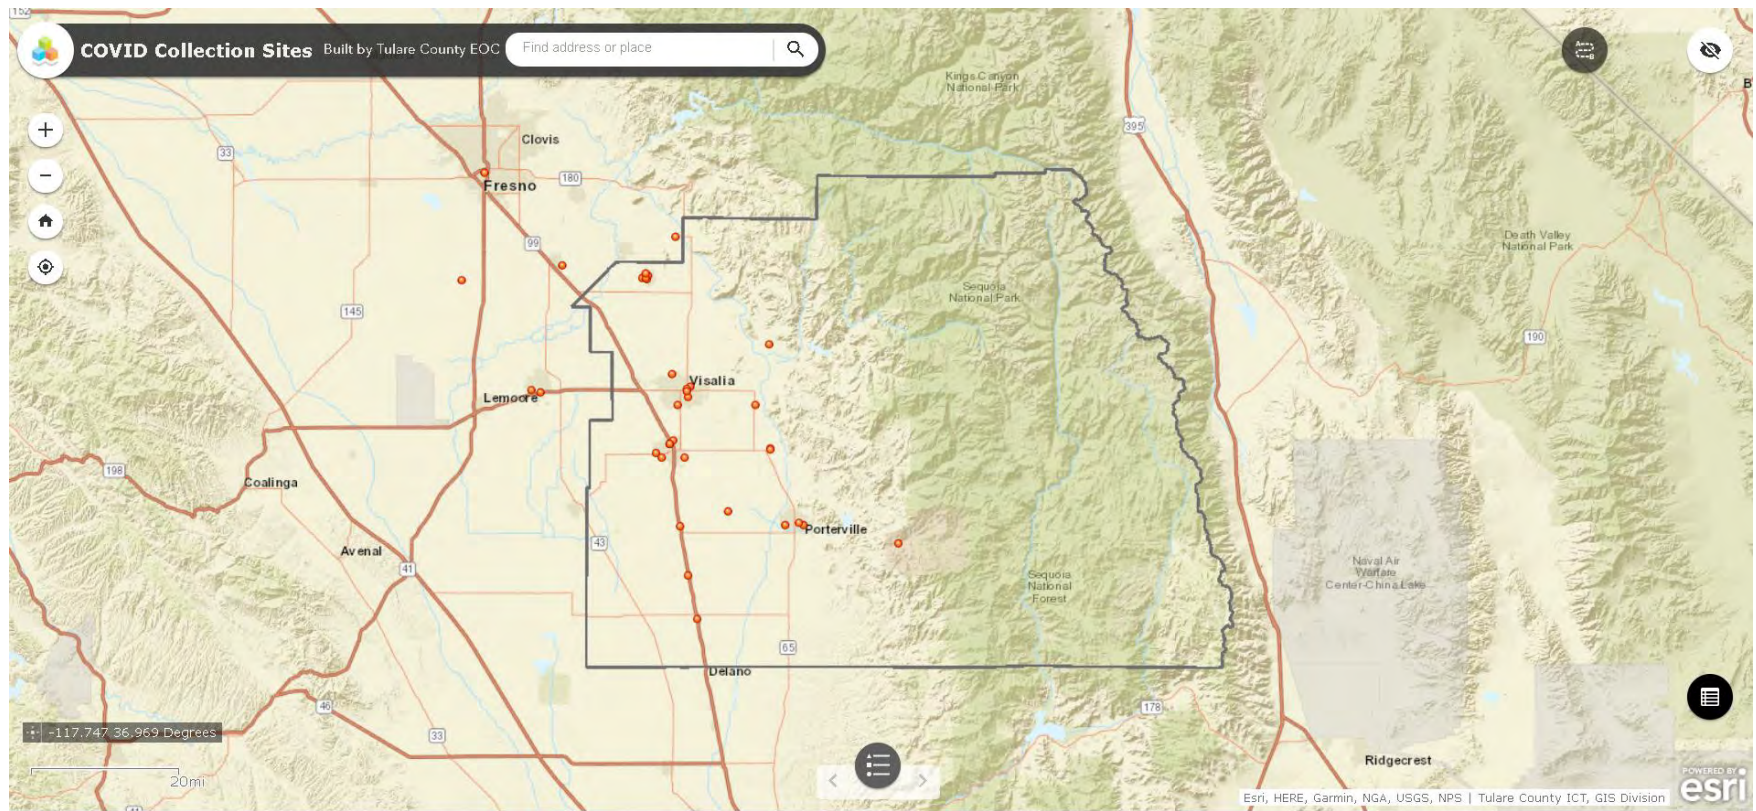 152
COVID Collection Sites
Built by Tulare County EOC
Find address or place
Kings Canyon
National Park
395
Clovis
33
180
Fresno
99
Death Valley
National Park
Sequoia
National Park
145
190
Visalia
Lemoore
198
Coalinga
Porterville
43
Avenal
41
Naval Air
Warfare
Center-China Lake
Sequoia
National
Forest
65
Delano
46
178
-117.747 36.969 Degrees
33
Ridgecrest
20mi
POWERED BY
esri
Esri, HERE, Garmin, NGA, USGS, NPS | Tulare County ICT, GIS Division